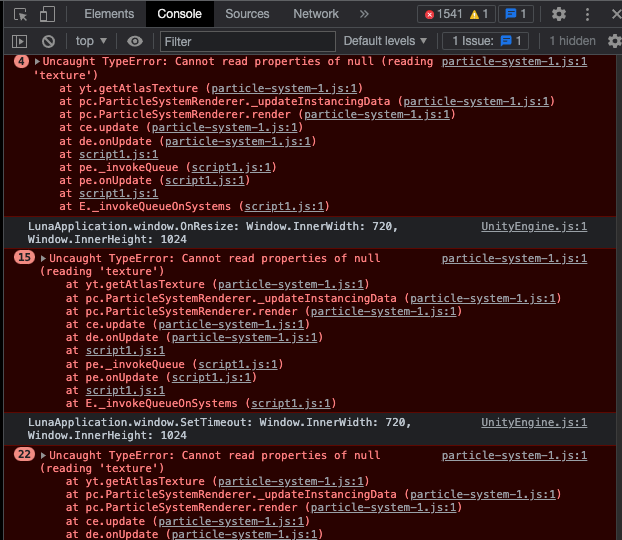 Elements Console Sources Network » 1541 1 1
top Filter Default levels 1 Issue: 1 1 hidden
4 Uncaught TypeError: Cannot read properties of null (reading particle-system-1.js:1
'texture')
at yt.getAtlasTexture (particle-system-1.js:1)
at pc.ParticleSystemRenderer._updateInstancingData (particle-system-1.js:1)
at pc.ParticleSystemRenderer.render (particle-system-1.js:1)
at ce.update (particle-system-1.js:1)
at de.onUpdate (particle-system-1.js:1)
at script1.js:1
at pe._invokeQueue (script1.js:1)
at pe.onUpdate (script1.js:1)
at script1.js:1
at E._invokeQueueOnSystems (script1.js:1)
LunaApplication.window.OnResize: Window.InnerWidth: 720, UnityEngine.js:1
Window.InnerHeight: 1024
15 Uncaught TypeError: Cannot read properties of null particle-system-1.js:1
(reading 'texture')
at yt.getAtlasTexture (particle-system-1.js:1)
at pc.ParticleSystemRenderer._updateInstancingData (particle-system-1.js:1)
at pc.ParticleSystemRenderer.render (particle-system-1.js:1)
at ce.update (particle-system-1.js:1)
at de.onUpdate (particle-system-1.js:1)
at script1.js:1
at pe._invokeQueue (script1.js:1)
at pe.onUpdate (script1.js:1)
at script1.js:1
at E._invokeQueueOnSystems (script1.js:1)
LunaApplication.window.SetTimeout: Window.InnerWidth: 720, UnityEngine.js:1
Window.InnerHeight: 1024
22 Uncaught TypeError: Cannot read properties of null particle-system-1.js:1
(reading 'texture')
at yt.getAtlasTexture (particle-system-1.js:1)
at pc.ParticleSystemRenderer._updateInstancingData (particle-system-1.js:1)
at pc.ParticleSystemRenderer.render (particle-system-1.js:1)
at ce.update (particle-system-1.js:1)
at de.onUpdate (particle-system-1.js:1)